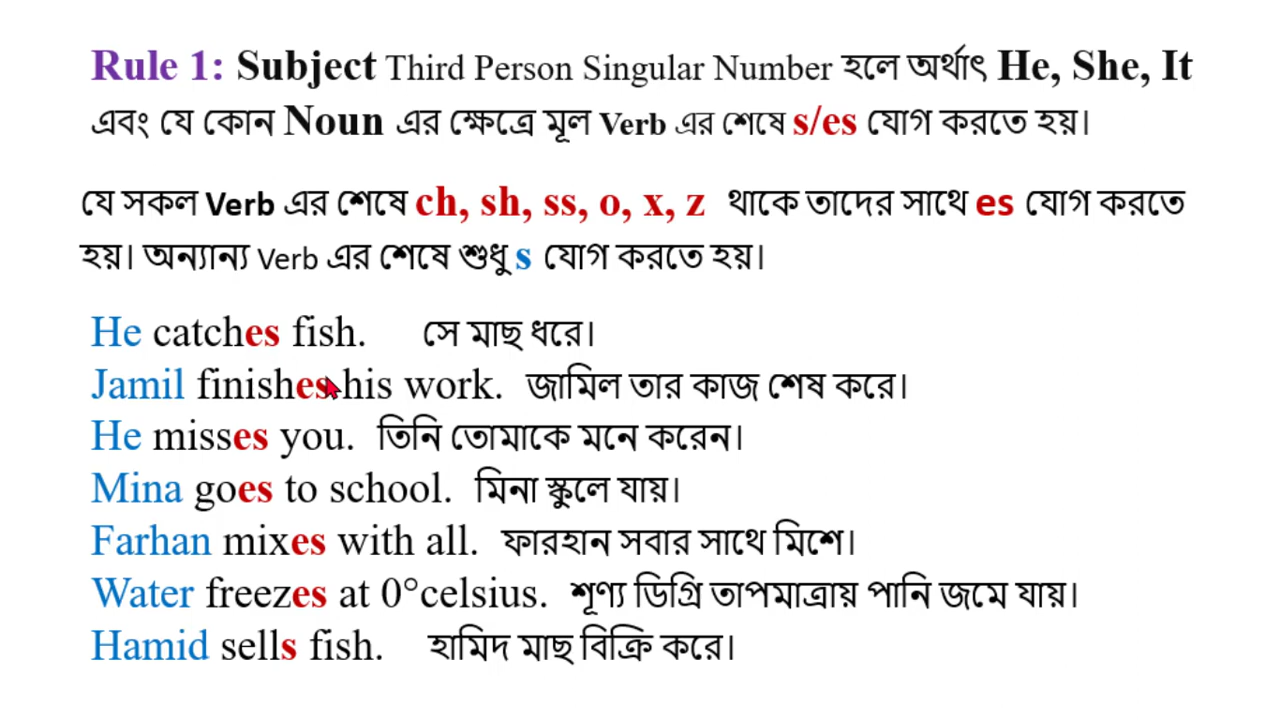 Rule 1: Subject Third Person Singular Number হলে অর্থাৎ He, She, It
এবং যে কোন Noun এর ক্ষেত্রে মূল Verb এর শেষে s/es যোগ করতে হয়।
যে সকল Verb এর শেষে ch, sh, ss, o, x, z থাকে তাদের সাথে es যোগ করতে
হয়। অন্যান্য Verb এর শেষে শুধু s যোগ করতে হয়।
He catches fish. সে মাছ ধরে।
Jamil finishes his work. জামিল তার কাজ শেষ করে।
He misses you. তিনি তোমাকে মনে করেন।
Mina goes to school. মিনা স্কুলে যায়।
Farhan mixes with all. ফারহান সবার সাথে মিশে।
Water freezes at 0°celsius. শূণ্য ডিগ্রি তাপমাত্রায় পানি জমে যায়।
Hamid sells fish. হামিদ মাছ বিক্রি করে।